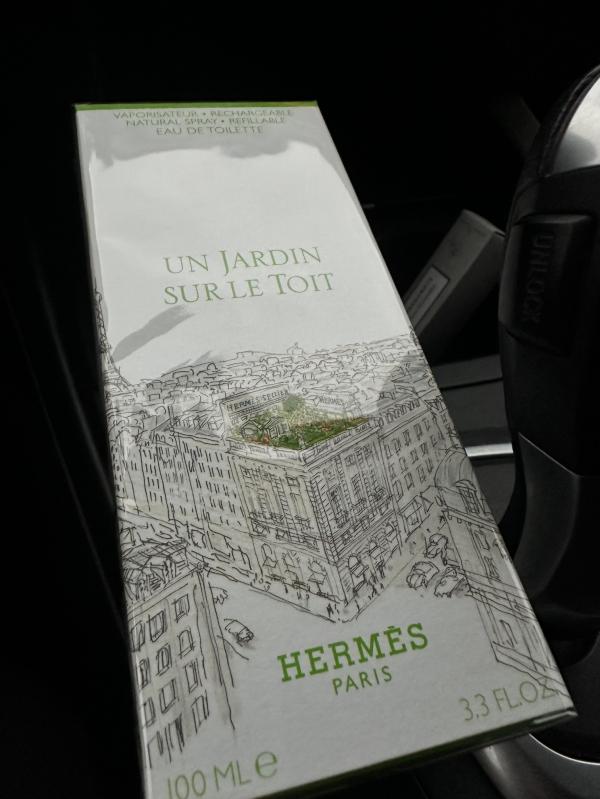 VAPORISATEUR • RECHARGEABLE
NATURAL SPRAY • REFILLABLE
EAU DE TOILETTE
UN JARDIN
SUR LE TOIT
HERMÈS
HERMÈS
PARIS
3.3 FL.OZ.
100 ML e
UNLOCK